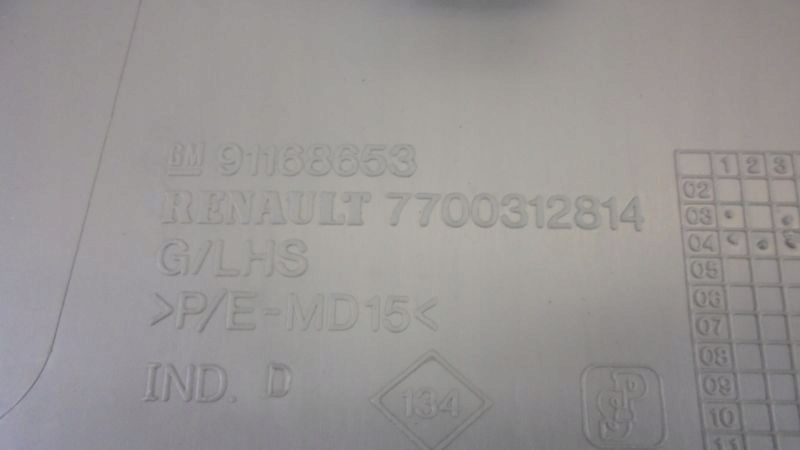 GM 91168653
RENAULT 7700312814
G/LHS
>P/E-MD15<
IND. D
134
1 2 3
02
03
04
05
06
07
08
09
10
11